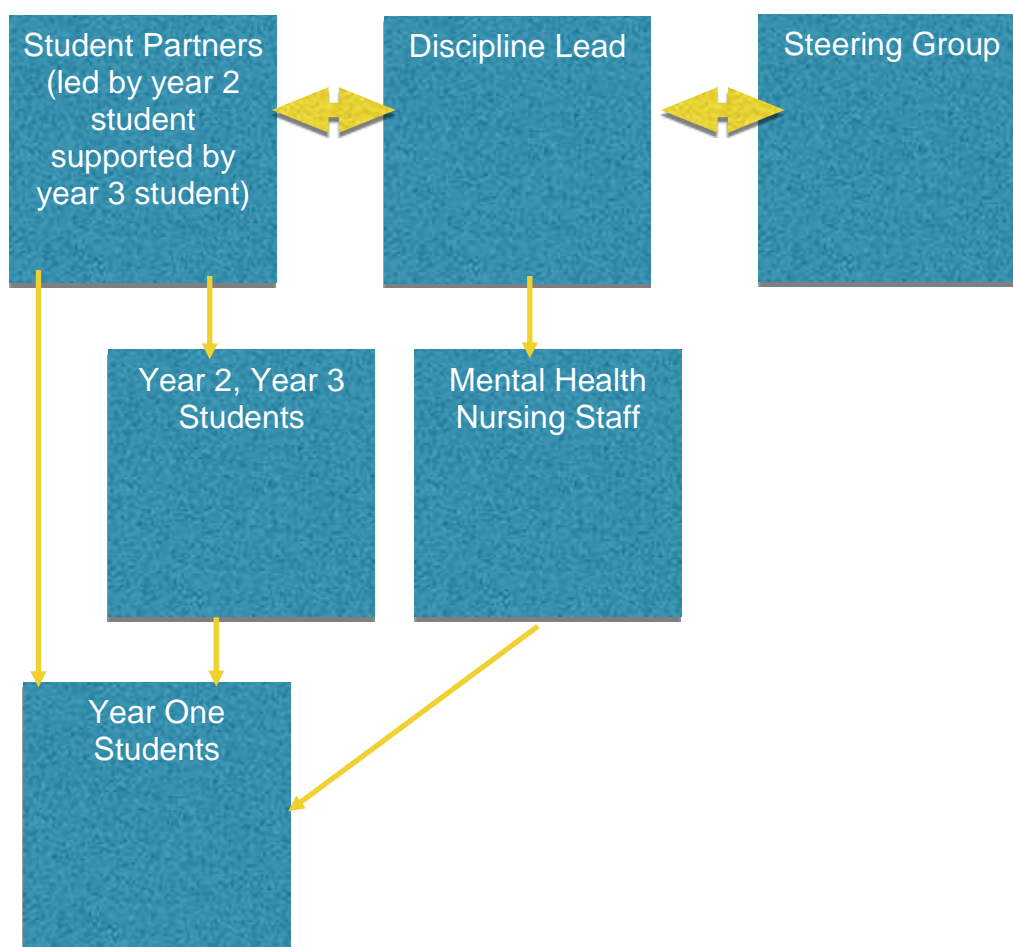 Student Partners
(led by year 2
student
supported by
year 3 student)
Discipline Lead
Steering Group
Year 2, Year 3
Students
Mental Health
Nursing Staff
Year One
Students